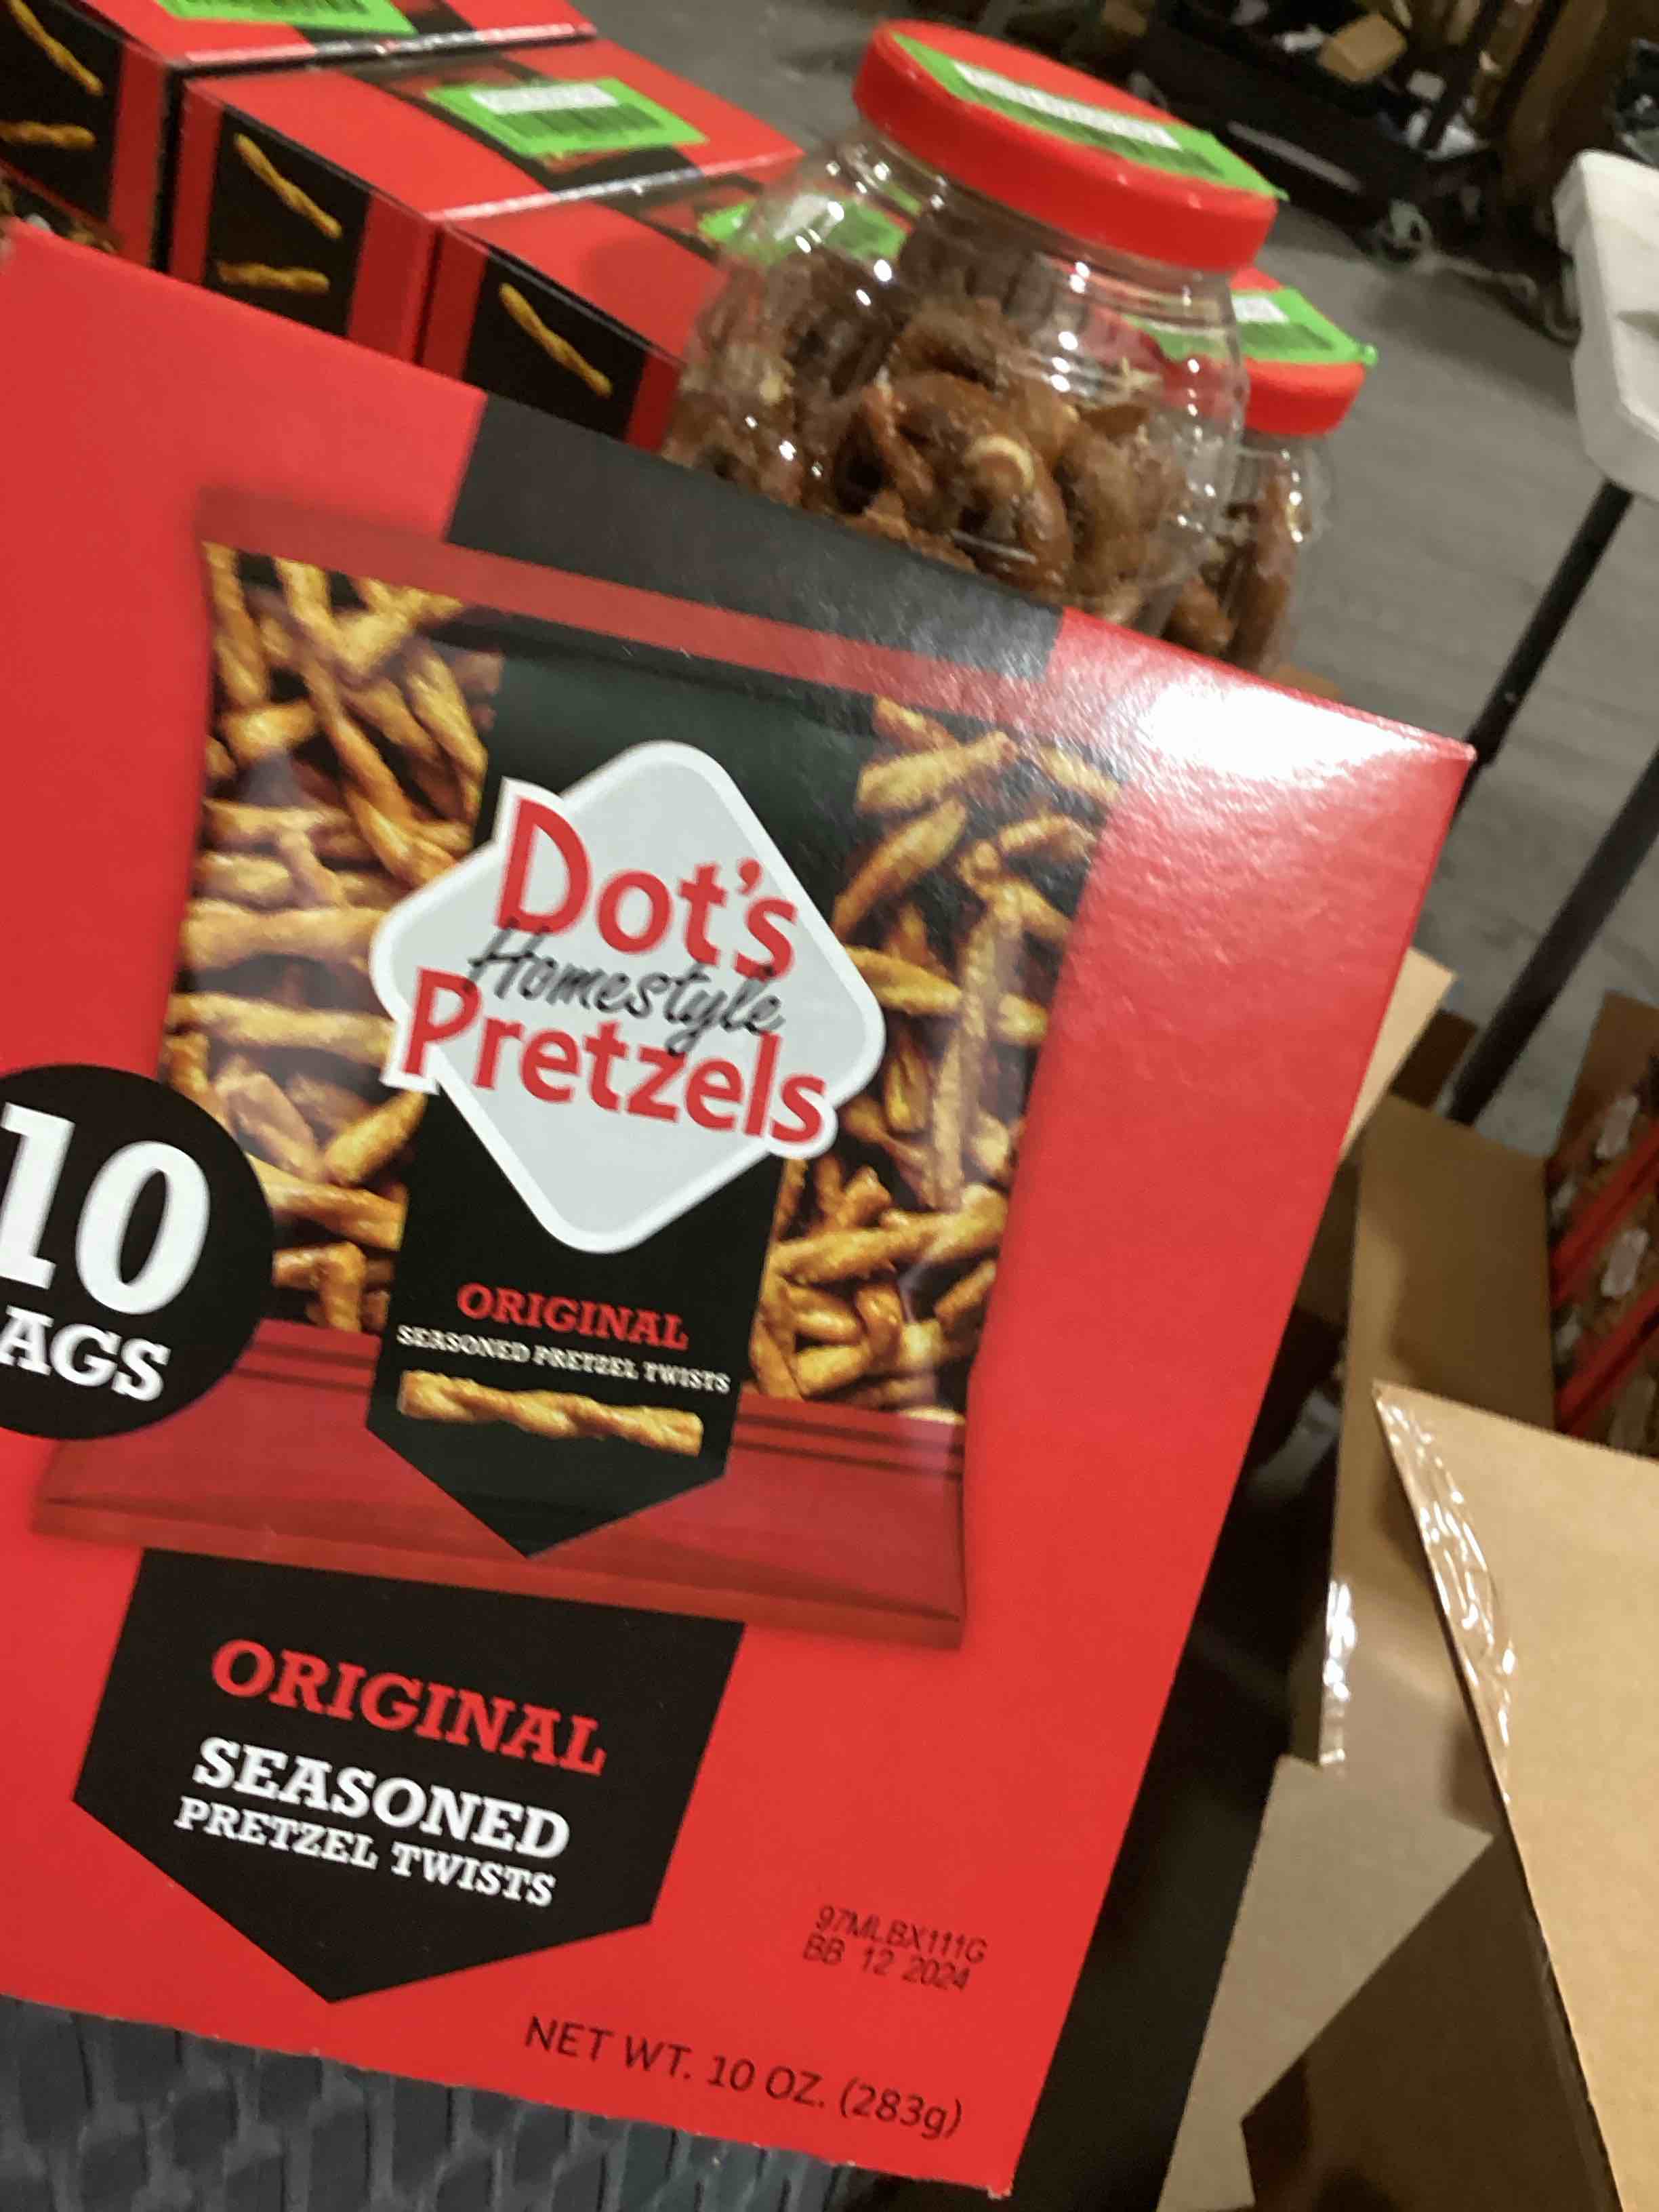 Dot's
Homestyle
Pretzels
ORIGINAL
SEASONED PRETZEL TWISTS
10
AGS
ORIGINAL
SEASONED
PRETZEL TWISTS
97MLBX111G
BB 12 2024
NET WT. 10 OZ. (283g)